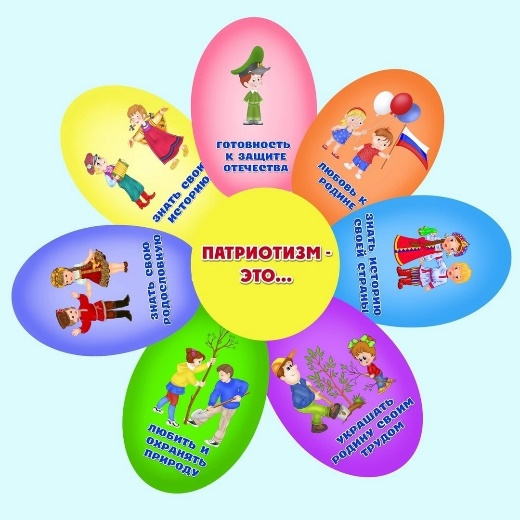 ПАТРИОТИЗМ -
ЭТО...
ГОТОВНОСТЬ
К ЗАЩИТЕ
ОТЕЧЕСТВА
ЛЮБОВЬ К
РОДИНЕ
ЗНАТЬ ИСТОРИЮ
СВОЕЙ СТРАНЫ
УКРАШАТЬ
РОДИНУ СВОИМ
ТРУДОМ
ЛЮБИТЬ И
ОХРАНЯТЬ
ПРИРОДУ
ЗНАТЬ СВОЮ
РОДОСЛОВНУЮ
ЗНАТЬ СВОЮ
ИСТОРИЮ